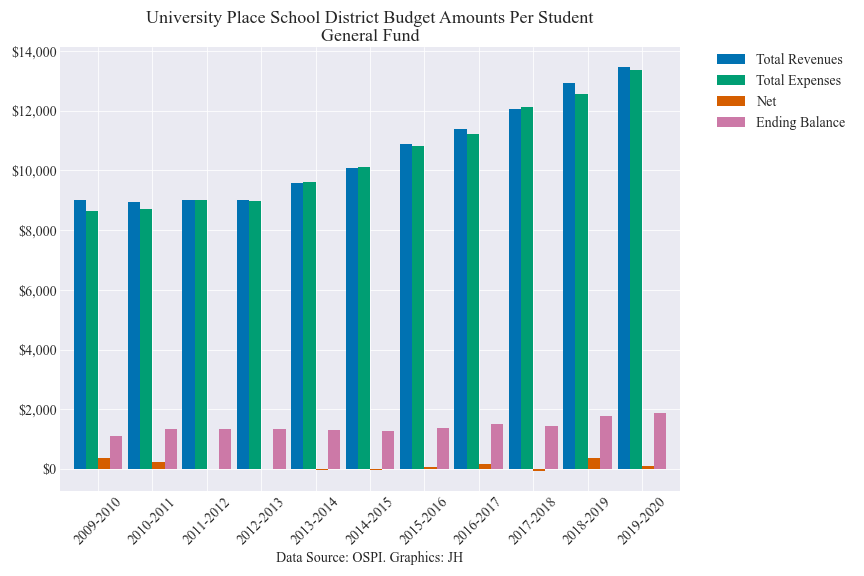 University Place School District Budget Amounts Per Student
General Fund
$14,000
$12,000
$10,000
$8,000
$6,000
$4,000
$2,000
$0
Total Revenues
Total Expenses
Net
Ending Balance
2009-2010
2010-2011
2011-2012
2012-2013
2013-2014
2014-2015
2015-2016
2016-2017
2017-2018
2018-2019
2019-2020
Data Source: OSPI. Graphics: JH